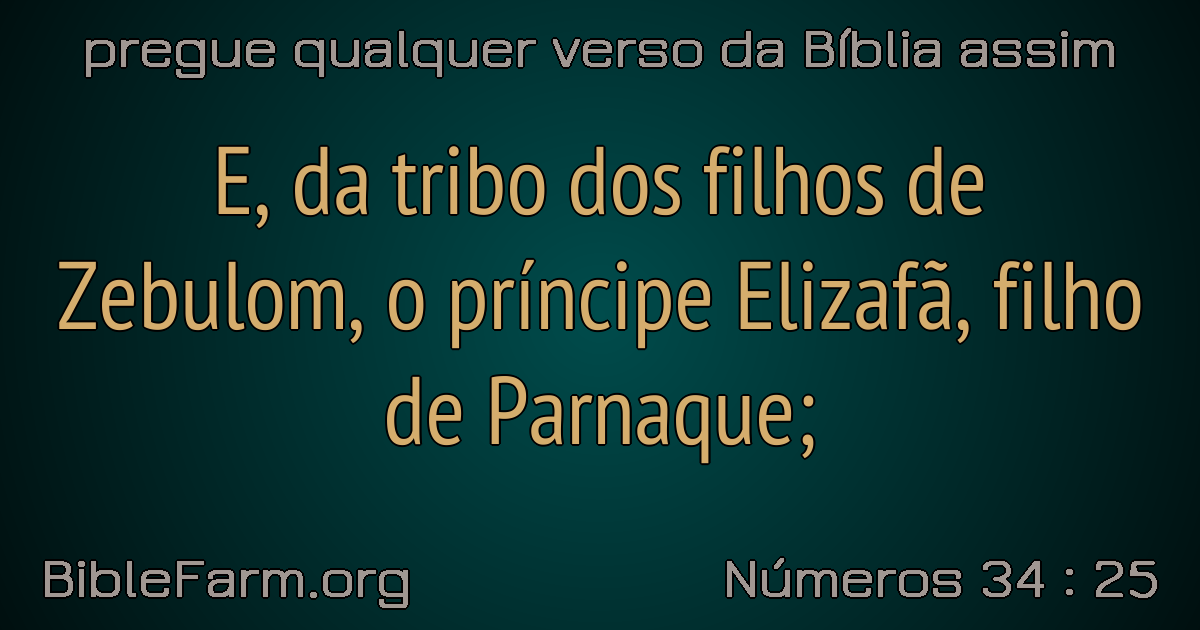 pregue qualquer verso da Bíblia assim
E, da tribo dos filhos de
Zebulom, o príncipe Elizafã, filho
de Parnaque;
BibleFarm.org
Números 34 : 25